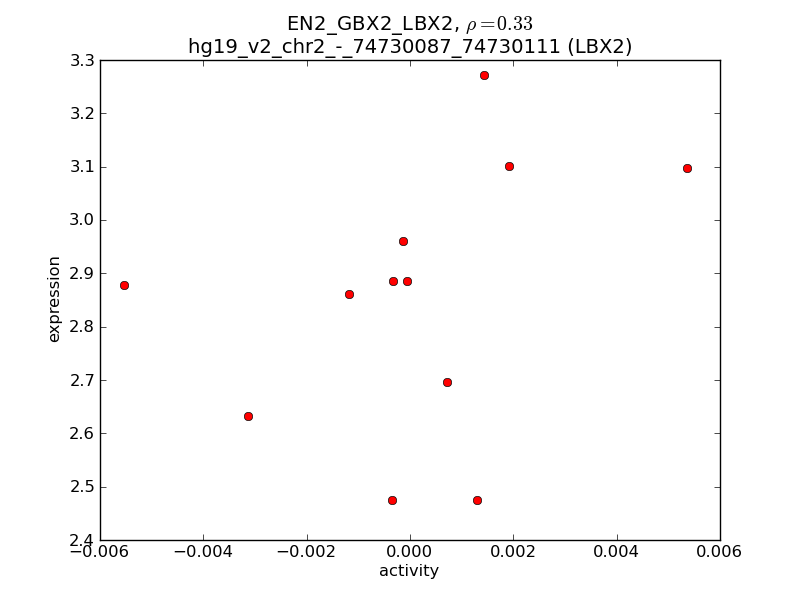 EN2_GBX2_LBX2, ρ=0.33
hg19_v2_chr2_-_74730087_74730111 (LBX2)
3.3
3.2
3.1
3.0
2.9
2.8
2.7
2.6
2.5
2.4
expression
−0.006 −0.004 −0.002 0.000 0.002 0.004 0.006
activity